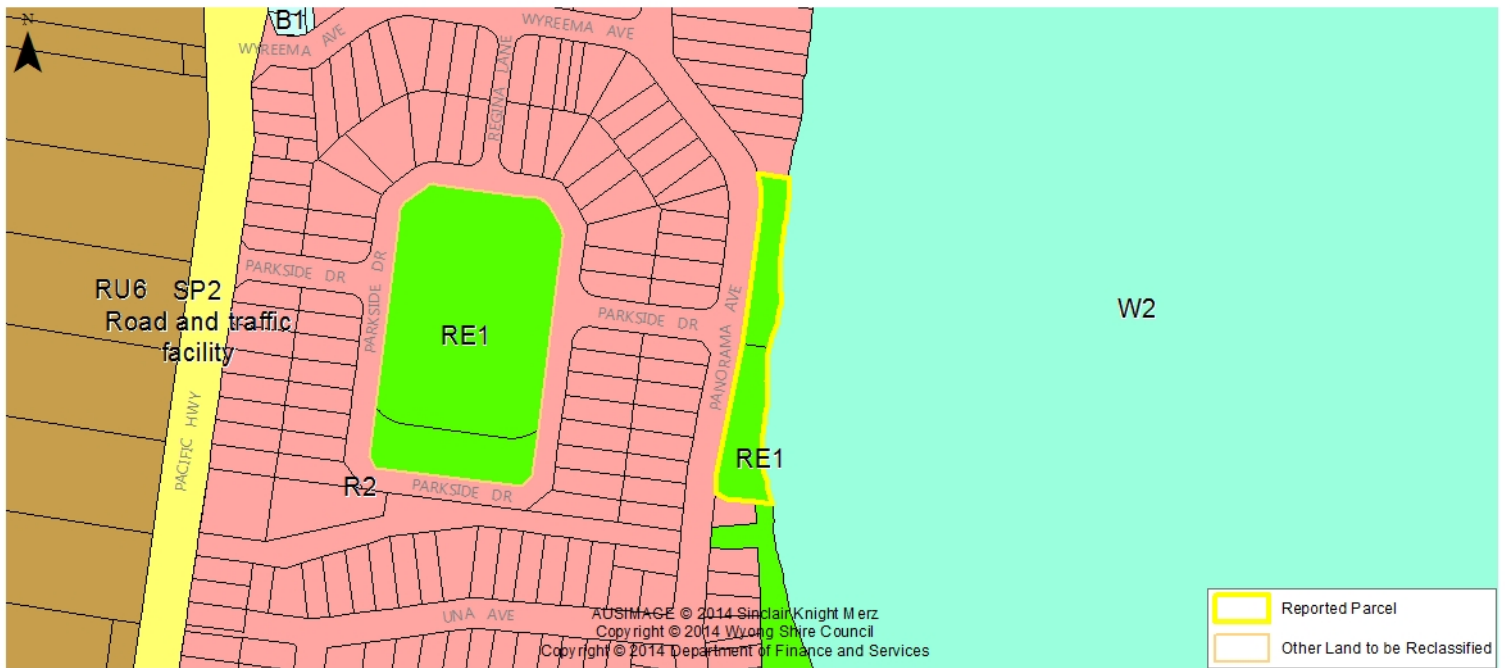 N
B1
WYREEMA AVE
WYREEMA AVE
REGINA LANE
PARKSIDE DR
PARKSIDE DR
PARKSIDE DR
PANORAMA AVE
RU6 SP2
Road and traffic
facility
RE1
W2
PACIFIC HWY
RE1
R2
PARKSIDE DR
UNA AVE
AUSIMAGE © 2014 Sinclair Knight Merz
Copyright © 2014 Wyong Shire Council
Copyright © 2014 Department of Finance and Services
Reported Parcel
Other Land to be Reclassified